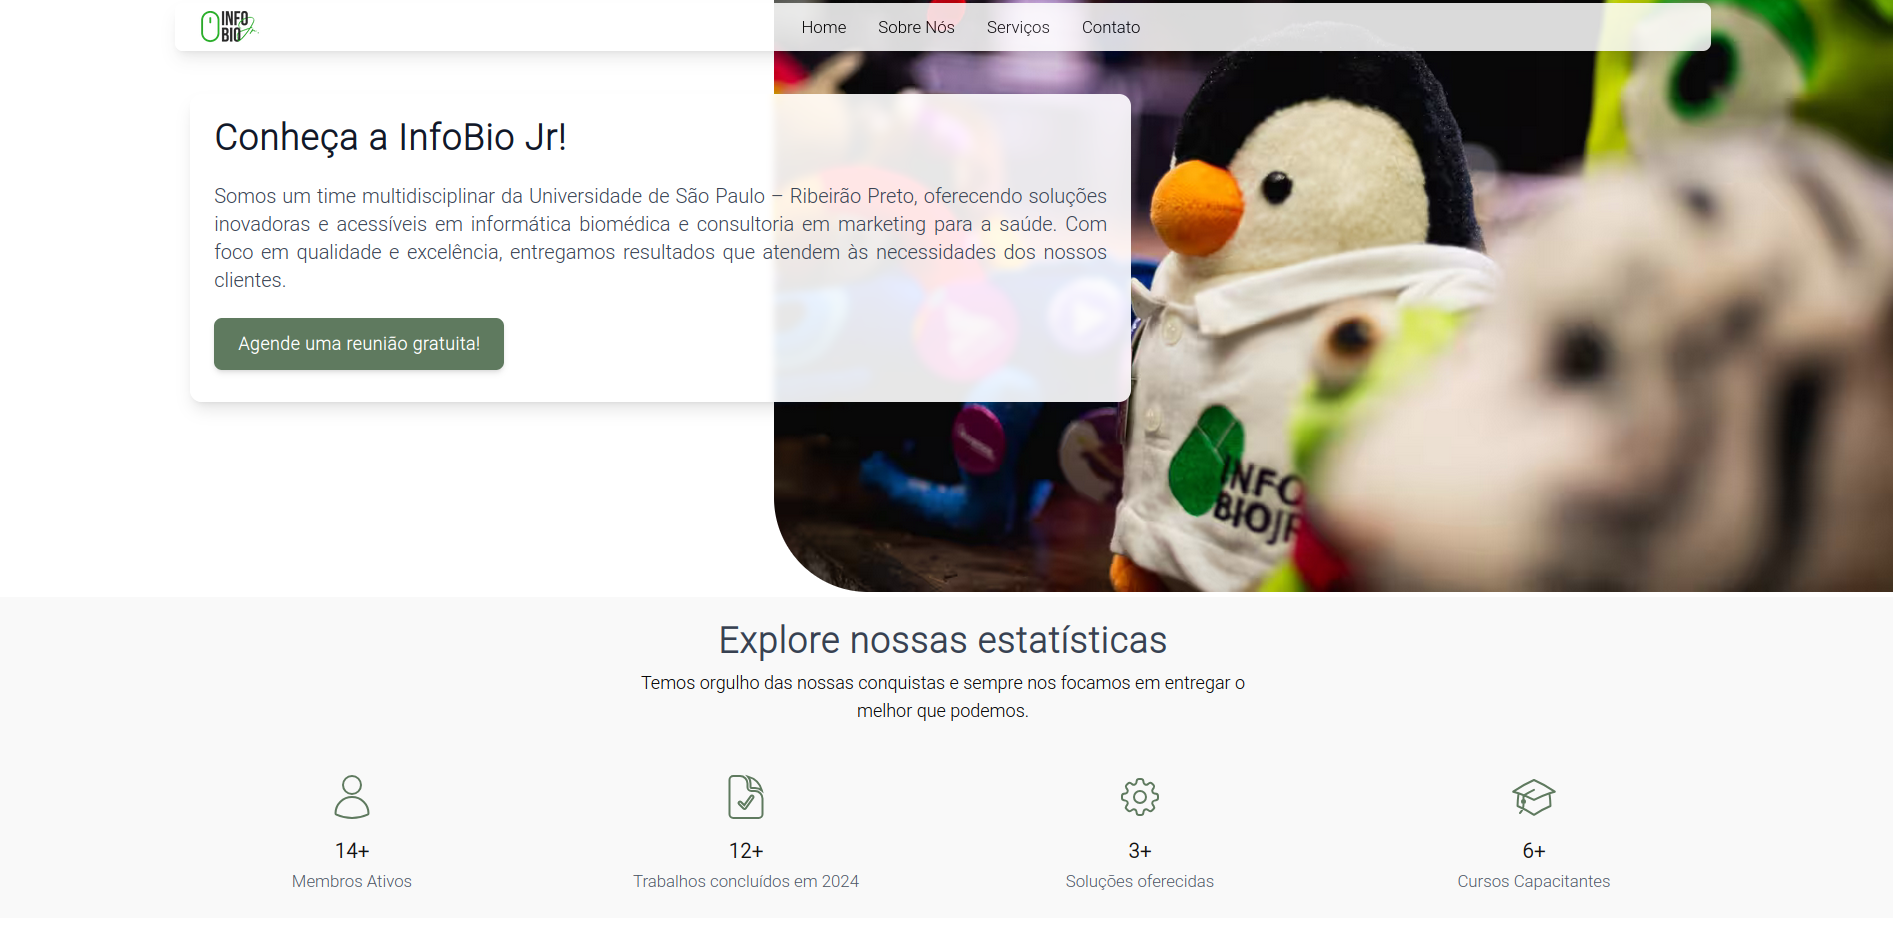 INFO
BIO Jr.
Home Sobre Nós Serviços Contato
Conheça a InfoBio Jr!
Somos um time multidisciplinar da Universidade de São Paulo – Ribeirão Preto, oferecendo soluções
inovadoras e acessíveis em informática biomédica e consultoria em marketing para a saúde. Com
foco em qualidade e excelência, entregamos resultados que atendem às necessidades dos nossos
clientes.
Agende uma reunião gratuita!
INFO
BIOJR
Explore nossas estatísticas
Temos orgulho das nossas conquistas e sempre nos focamos em entregar o
melhor que podemos.
14+
Membros Ativos
12+
Trabalhos concluídos em 2024
3+
Soluções oferecidas
6+
Cursos Capacitantes